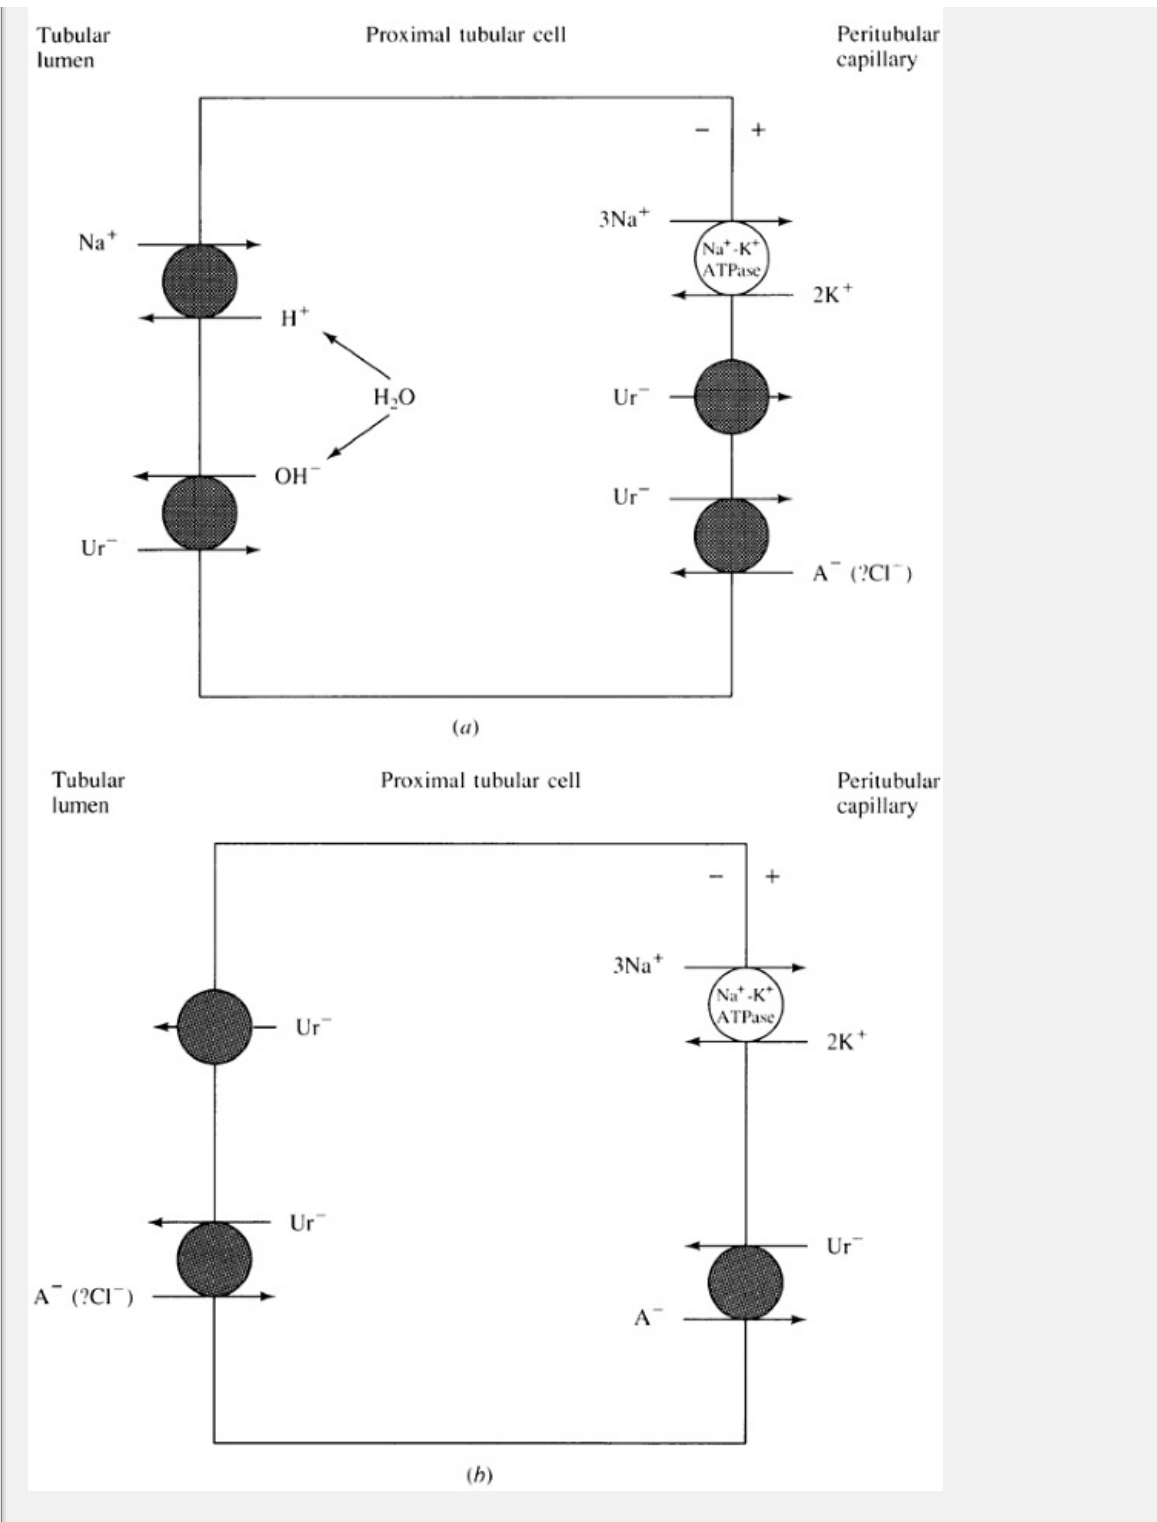 Tubular lumen
Proximal tubular cell
Peritubular capillary
− +
3Na⁺
Na⁺
Na⁺-K⁺
ATPase
2K⁺
H⁺
H₂O
Ur⁻
OH⁻
Ur⁻
Ur⁻
A⁻ (?Cl⁻)
(a)
Tubular lumen
Proximal tubular cell
Peritubular capillary
− +
3Na⁺
Na⁺-K⁺
ATPase
Ur⁻
2K⁺
Ur⁻
Ur⁻
A⁻ (?Cl⁻)
A⁻
(b)